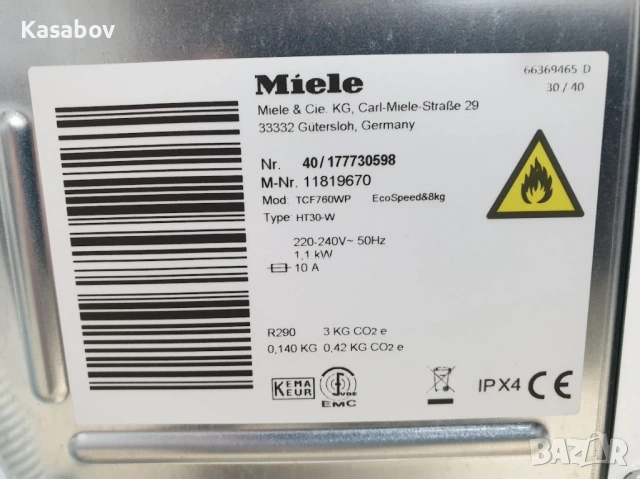 Kasabov
Miele
66369465 D
30 / 40
Miele & Cie. KG, Carl-Miele-Straße 29
33332 Gütersloh, Germany
Nr. 40/177730598
M-Nr. 11819670
Mod: TCF760WP EcoSpeed&8kg
Type: HT30-W
220-240V~ 50Hz
1,1 kW
10 A
R290 3 KG CO2 e
0,140 KG 0,42 KG CO2 e
KEMA
KEUR
VDE
EMC
IPX4 CE
BAZAR